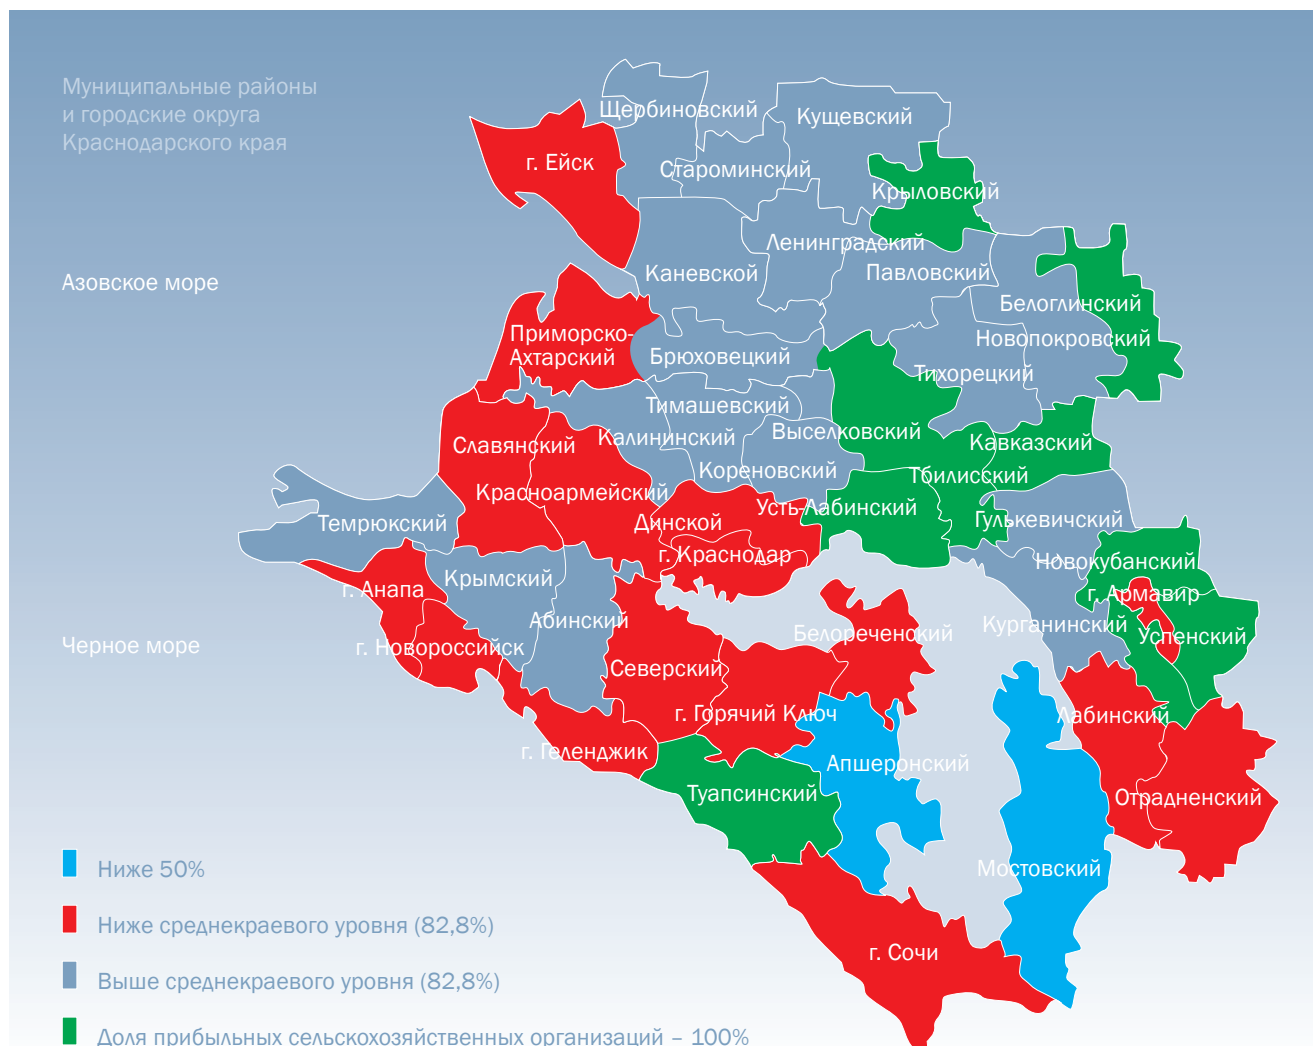 Муниципальные районы
и городские округа
Краснодарского края
Щербиновский
Кущевский
г. Ейск
Староминский
Крыловский
Ленинградский
Каневской
Павловский
Азовское море
Белоглинский
Приморско-
Ахтарский
Новопокровский
Брюховецкий
Тихорецкий
Тимашевский
Выселковский
Калининский
Кавказский
Славянский
Кореновский
Тбилисский
Красноармейский
Усть-Лабинский
Темрюкский
Динской
Гулькевичский
г. Краснодар
Новокубанский
Крымский
г. Анапа
г. Армавир
Абинский
Курганинский
Белореченский
Успенский
Черное море
г. Новороссийск
Северский
г. Горячий Ключ
Лабинский
г. Геленджик
Апшеронский
Туапсинский
Отрадненский
Мостовский
г. Сочи
Ниже 50%
Ниже среднекраевого уровня (82,8%)
Выше среднекраевого уровня (82,8%)
Доля прибыльных сельскохозяйственных организаций – 100%